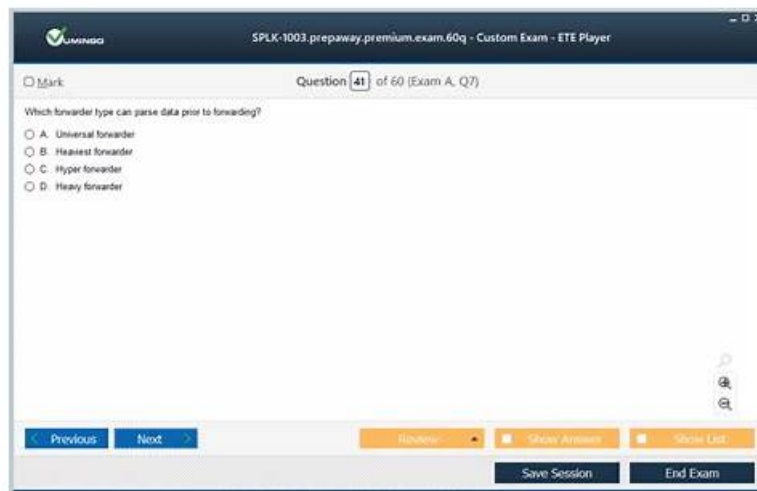 VUMINGO
SPLK-1003.prepaway.premium.exam.60q - Custom Exam - ETE Player
Mark
Question 41 of 60 (Exam A, Q7)
Which forwarder type can parse data prior to forwarding?
A. Universal forwarder
B. Heaviest forwarder
C. Hyper forwarder
D. Heavy forwarder
Previous
Next
Review
Show Answer
Show List
Save Session
End Exam